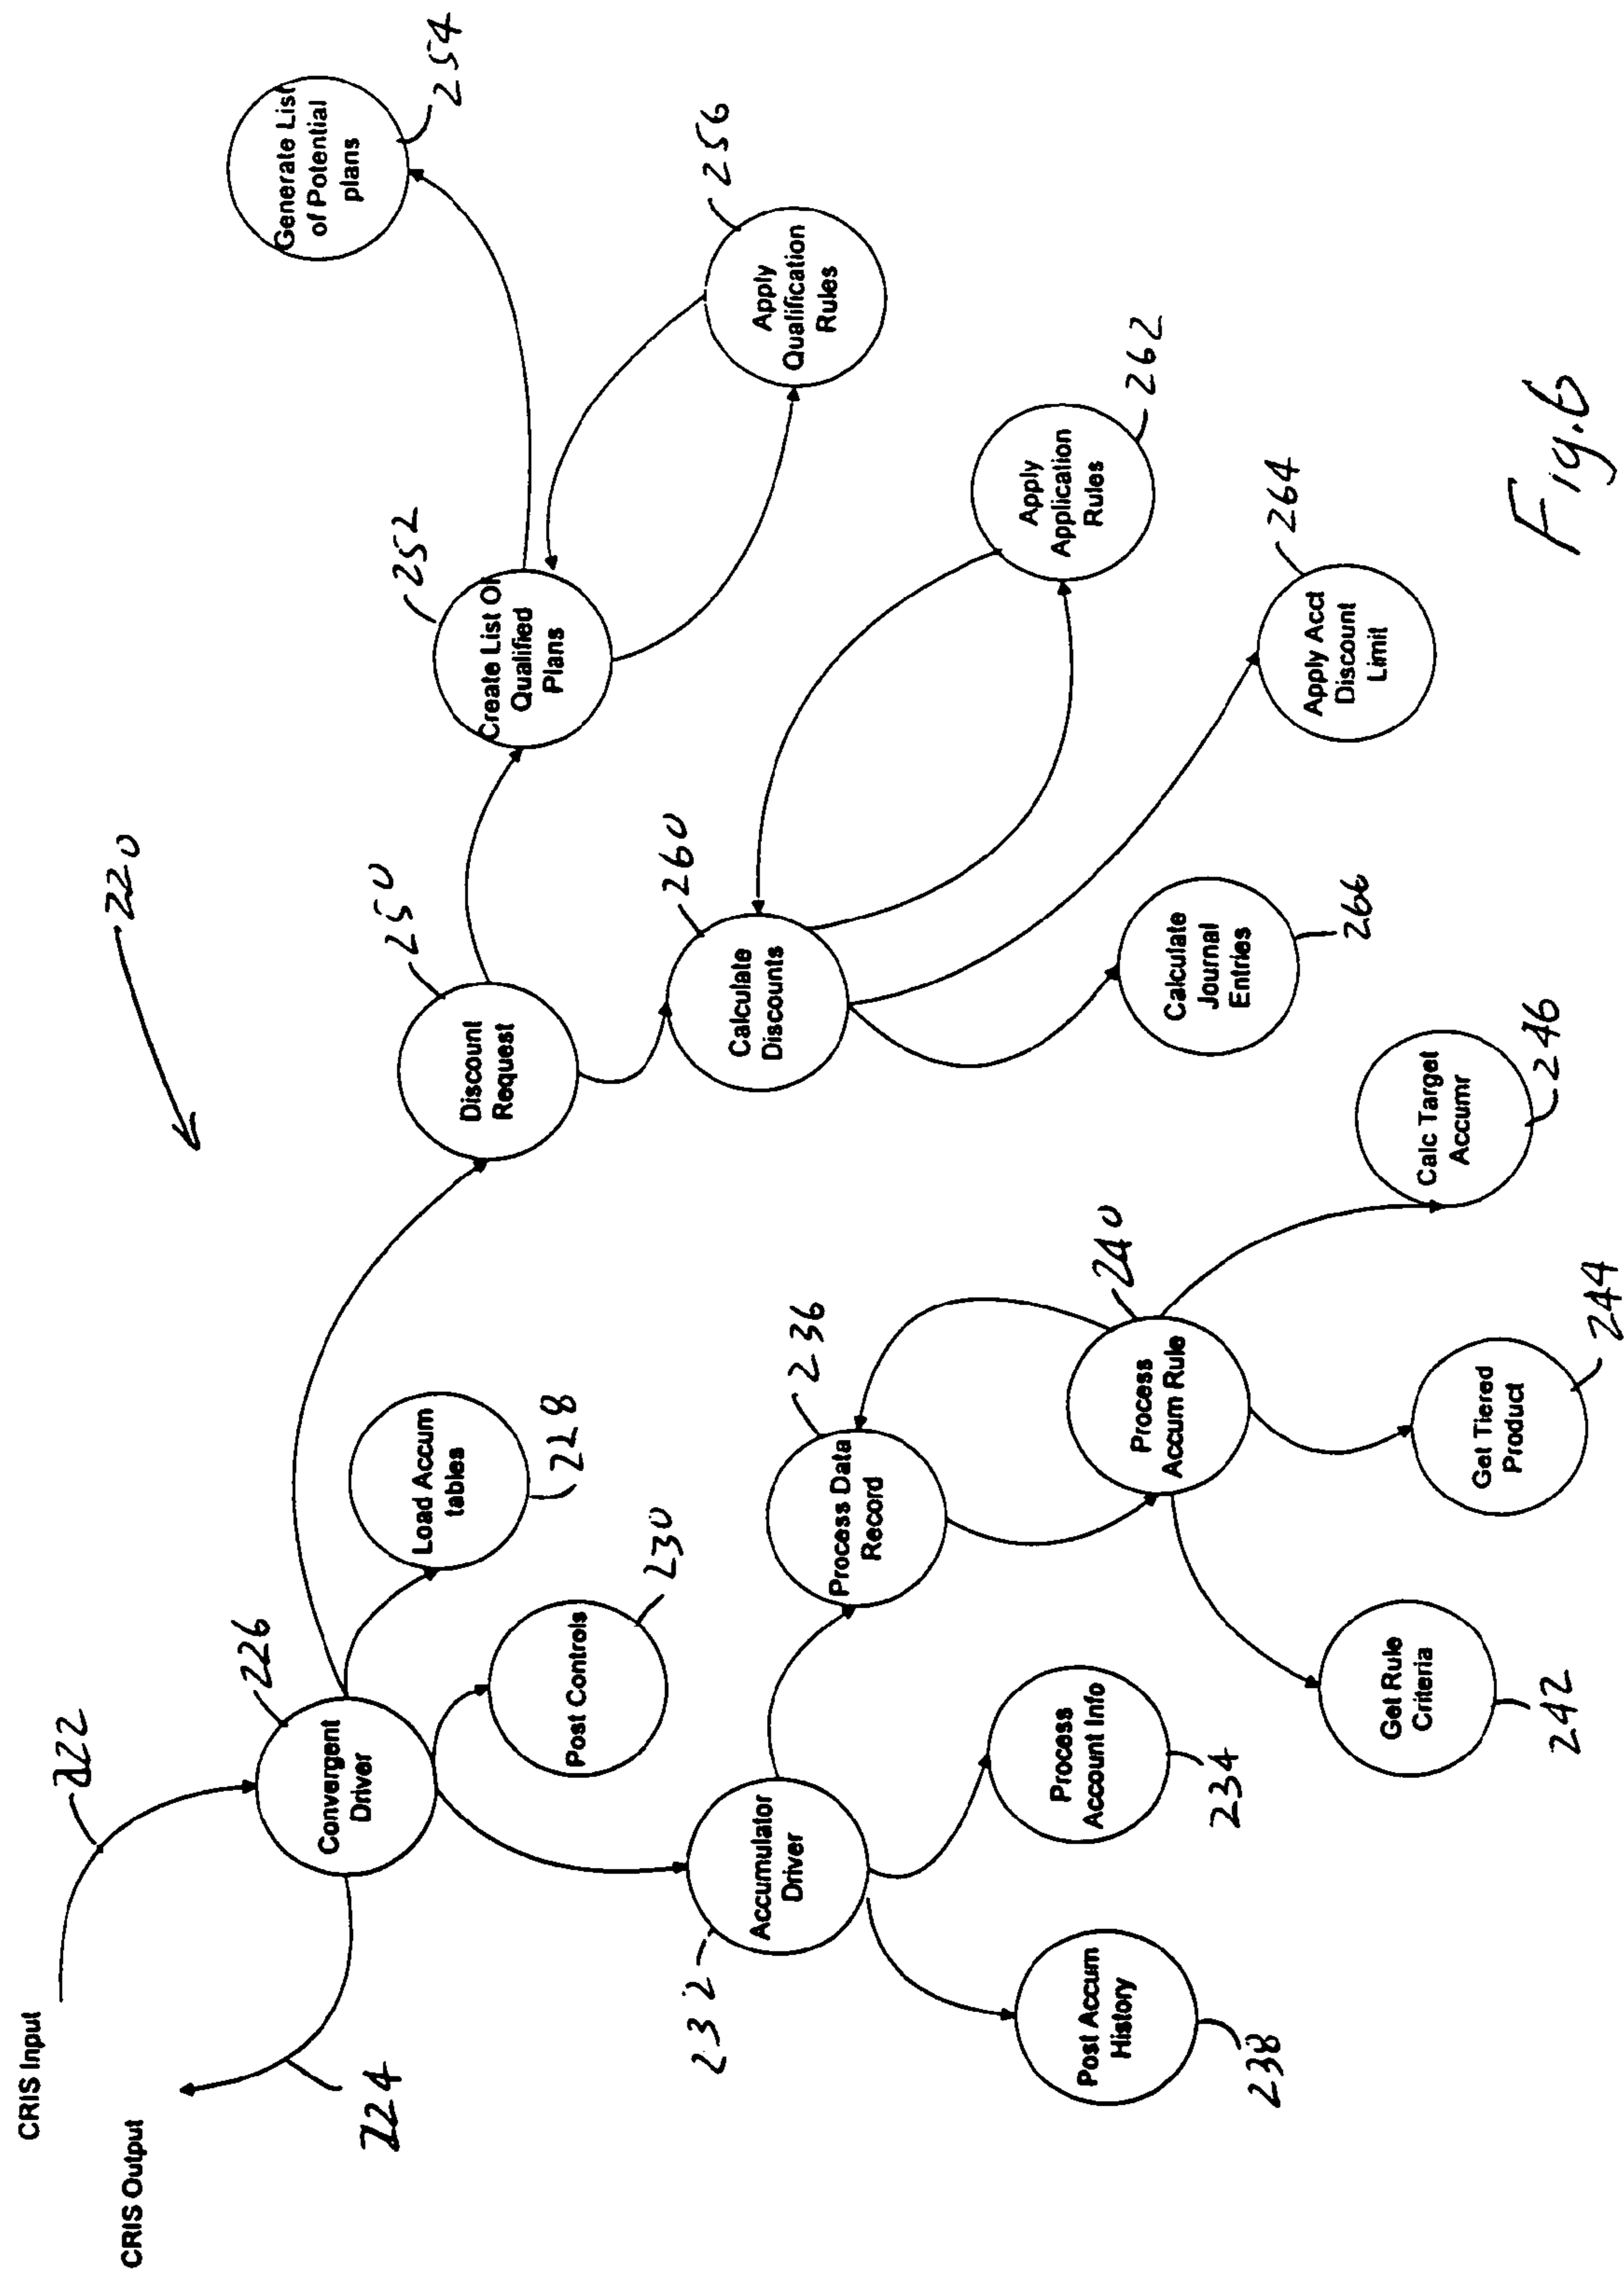 CRIS Input
222
CRIS Output
224
226
Convergent
Driver
220
Load Accum
tables
228
Post Controls
230
232
Accumulator
Driver
Process Data
Record
236
Process
Account Info
234
Post Accum
History
238
Process
Accum Rule
240
Get Rule
Criteria
242
Get Tiered
Product
244
Calc Target
Accumr
246
Discount
Request
250
Create List Of
Qualified
Plans
252
Generate List
of Potential
plans
254
Apply
Qualification
Rules
256
Calculate
Discounts
260
Apply
Application
Rules
262
Apply Acct
Discount
Limit
264
Calculate
Journal
Entries
266
Fig.6